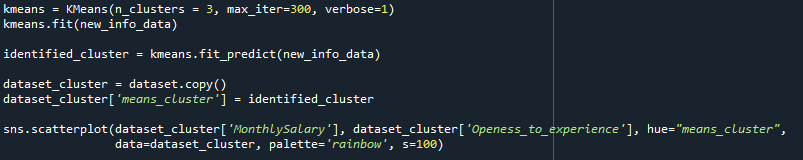 kmeans = KMeans(n_clusters = 3, max_iter=300, verbose=1)
kmeans.fit(new_info_data)
identified_cluster = kmeans.fit_predict(new_info_data)
dataset_cluster = dataset.copy()
dataset_cluster['means_cluster'] = identified_cluster
sns.scatterplot(dataset_cluster['MonthlySalary'], dataset_cluster['Openess_to_experience'], hue="means_cluster",
data=dataset_cluster, palette='rainbow', s=100)